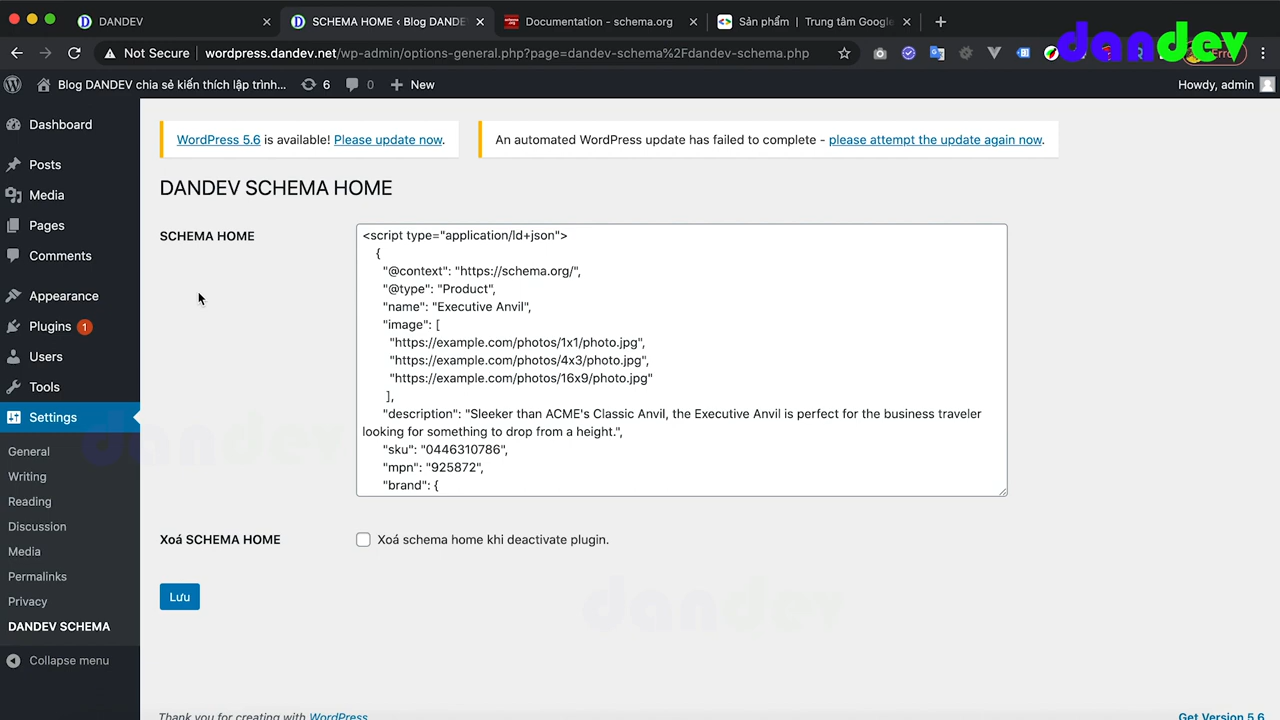 DANDEV
SCHEMA HOME ‹ Blog DANDE
Documentation - schema.org
Sản phẩm | Trung tâm Google
Not Secure
wordpress.dandev.net/wp-admin/options-general.php?page=dandev-schema%2Fdandev-schema.php
dandev
Blog DANDEV chia sẻ kiến thích lập trình...
6
0
New
Howdy, admin
Dashboard
Posts
Media
Pages
Comments
Appearance
Plugins 1
Users
Tools
Settings
General
Writing
Reading
Discussion
Media
Permalinks
Privacy
DANDEV SCHEMA
Collapse menu
WordPress 5.6 is available! Please update now.
An automated WordPress update has failed to complete - please attempt the update again now.
DANDEV SCHEMA HOME
SCHEMA HOME
<script type="application/ld+json">
{
"@context": "https://schema.org/",
"@type": "Product",
"name": "Executive Anvil",
"image": [
"https://example.com/photos/1x1/photo.jpg",
"https://example.com/photos/4x3/photo.jpg",
"https://example.com/photos/16x9/photo.jpg"
],
"description": "Sleeker than ACME's Classic Anvil, the Executive Anvil is perfect for the business traveler
looking for something to drop from a height.",
"sku": "0446310786",
"mpn": "925872",
"brand": {
Xoá SCHEMA HOME
Xoá schema home khi deactivate plugin.
Lưu
dandev
dandev
Thank you for creating with WordPress
Get Version 5.6